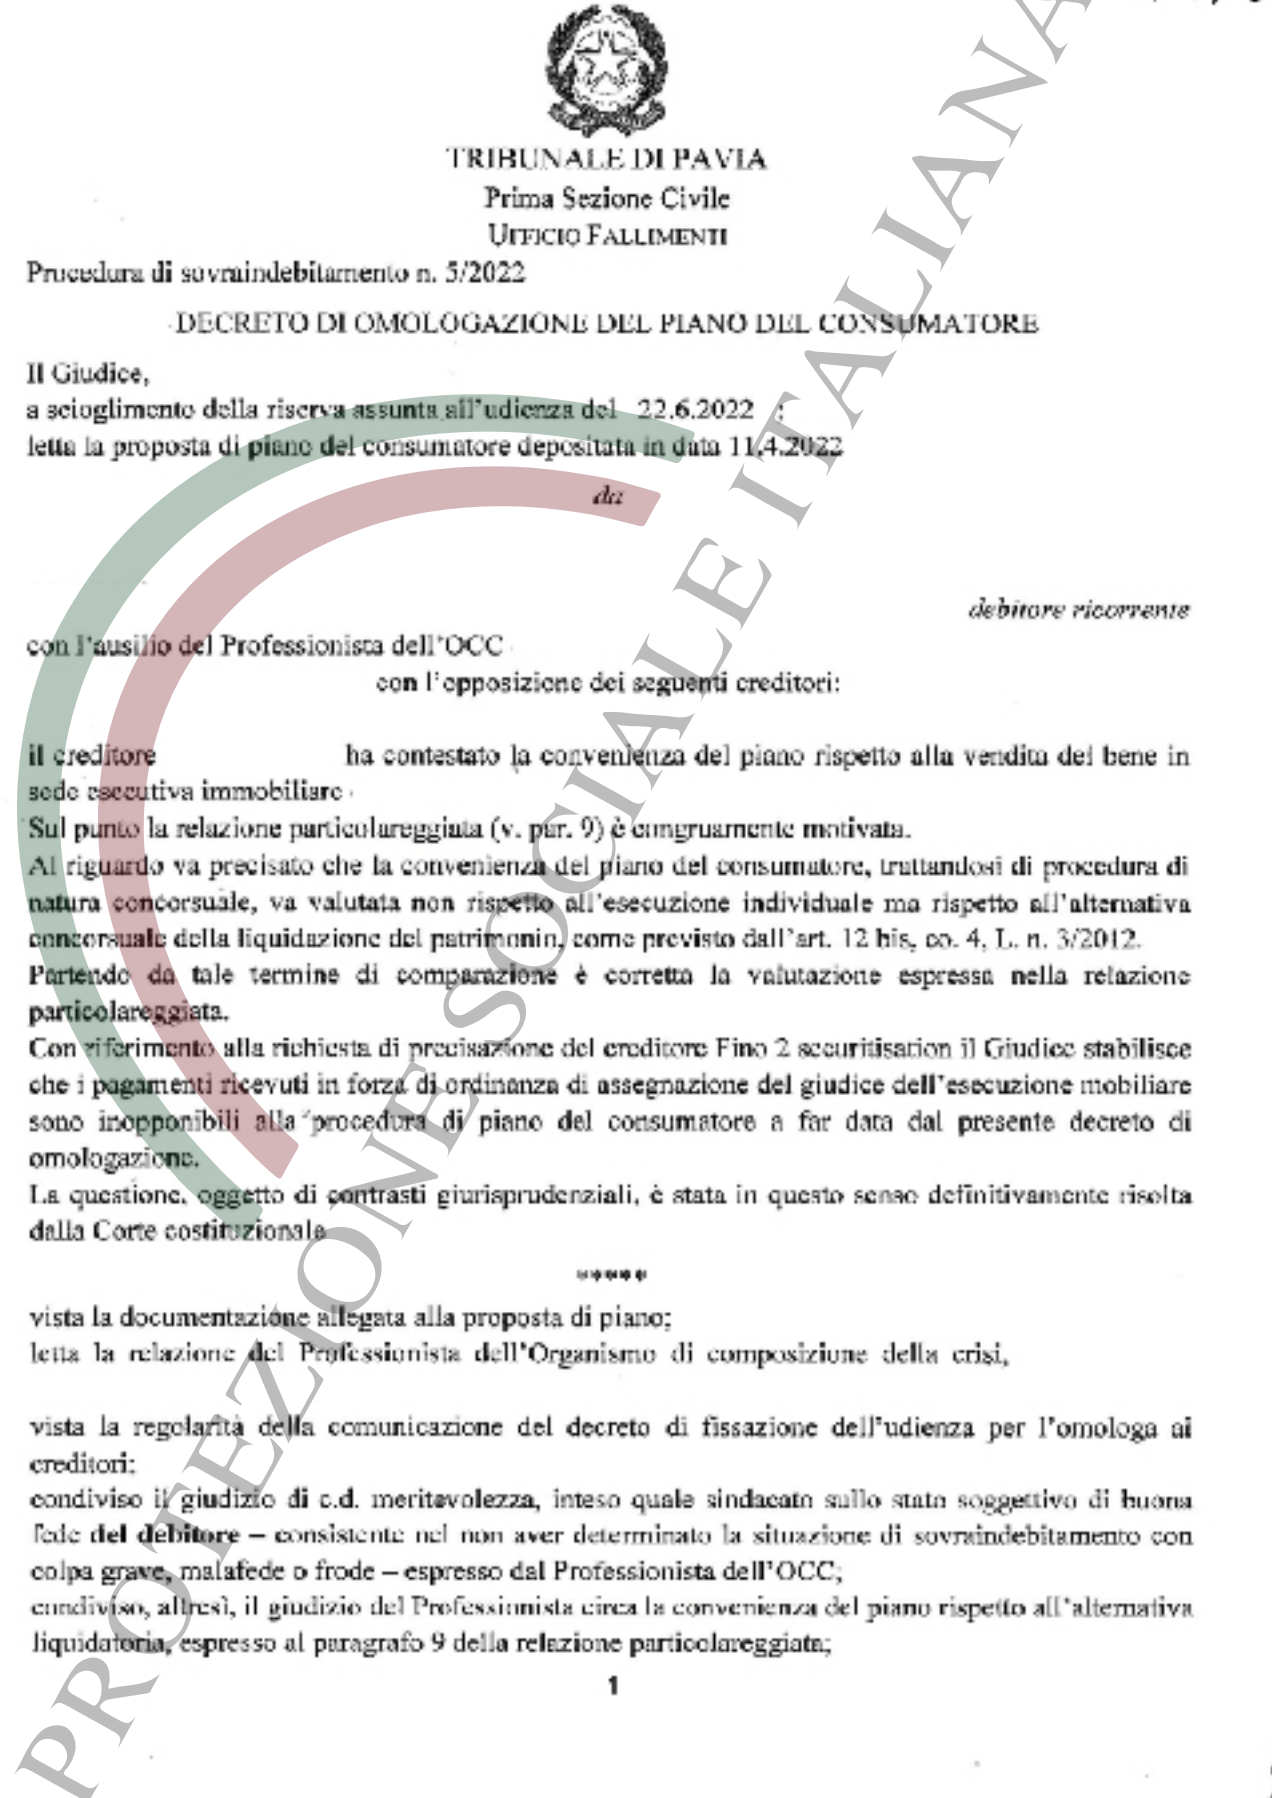 TRIBUNALE DI PAVIA
Prima Sezione Civile
UFFICIO FALLIMENTI
Procedura di sovraindebitamento n. 5/2022
DECRETO DI OMOLOGAZIONE DEL PIANO DEL CONSUMATORE
Il Giudice,
a scioglimento della riserva assunta all'udienza del 22.6.2022 ;
letta la proposta di piano del consumatore depositata in data 11.4.2022
da
debitore ricorrente
con l'ausilio del Professionista dell'OCC
con l'opposizione dei seguenti creditori:
il creditore ha contestato la convenienza del piano rispetto alla vendita del bene in
sede esecutiva immobiliare
Sul punto la relazione particolareggiata (v. par. 9) è congruamente motivata.
Al riguardo va precisato che la convenienza del piano del consumatore, trattandosi di procedura di
natura concorsuale, va valutata non rispetto all'esecuzione individuale ma rispetto all'alternativa
concorsuale della liquidazione del patrimonio, come previsto dall'art. 12 bis, co. 4, L. n. 3/2012.
Partendo da tale termine di comparazione è corretta la valutazione espressa nella relazione
particolareggiata.
Con riferimento alla richiesta di precisazione del creditore Fino 2 securitisation il Giudice stabilisce
che i pagamenti ricevuti in forza di ordinanza di assegnazione del giudice dell'esecuzione mobiliare
sono inopponibili alla procedura di piano del consumatore a far data dal presente decreto di
omologazione.
La questione, oggetto di contrasti giurisprudenziali, è stata in questo senso definitivamente risolta
dalla Corte costituzionale
*****
vista la documentazione allegata alla proposta di piano;
letta la relazione del Professionista dell'Organismo di composizione della crisi,
vista la regolarità della comunicazione del decreto di fissazione dell'udienza per l'omologa ai
creditori;
condiviso il giudizio di c.d. meritevolezza, inteso quale sindacato sullo stato soggettivo di buona
fede del debitore – consistente nel non aver determinato la situazione di sovraindebitamento con
colpa grave, malafede o frode – espresso dal Professionista dell'OCC;
condiviso, altresì, il giudizio del Professionista circa la convenienza del piano rispetto all'alternativa
liquidatoria, espresso al paragrafo 9 della relazione particolareggiata;
1
PROTEZIONE SOCIALE ITALIANA